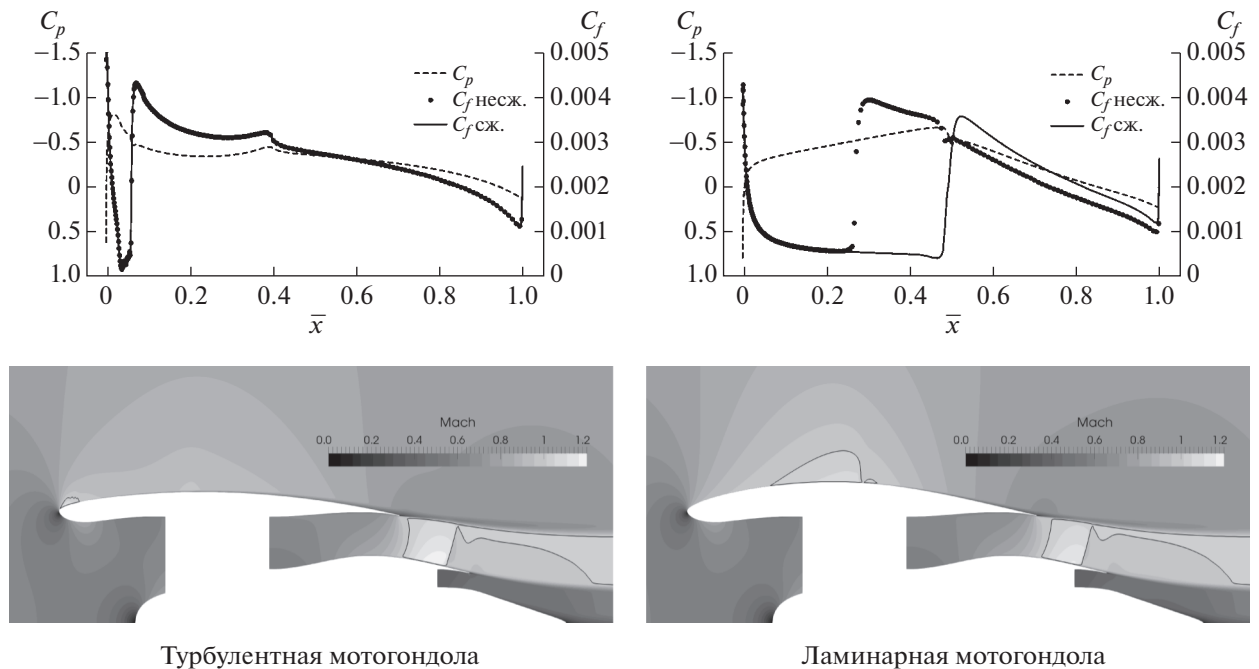 C_p
C_f
−1.5
−1.0
−0.5
0
0.5
1.0
0.005
0.004
0.003
0.002
0.001
0
C_p
C_f несж.
C_f сж.
0 0.2 0.4 0.6 0.8 1.0
x̅
C_p
C_f
−1.5
−1.0
−0.5
0
0.5
1.0
0.005
0.004
0.003
0.002
0.001
0
C_p
C_f несж.
C_f сж.
0 0.2 0.4 0.6 0.8 1.0
x̅
Mach
0.0 0.2 0.4 0.6 0.8 1 1.2
Mach
0.0 0.2 0.4 0.6 0.8 1 1.2
Турбулентная мотогондола
Ламинарная мотогондола